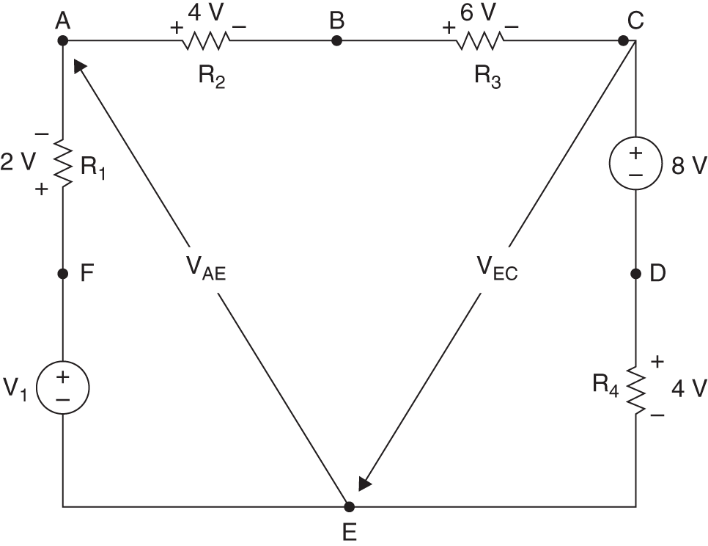 A + 4 V − B + 6 V − C
R2 R3
−
2 V R1 + 8 V
+ −
F VAE VEC D
V1 + +
− R4 4 V
−
E